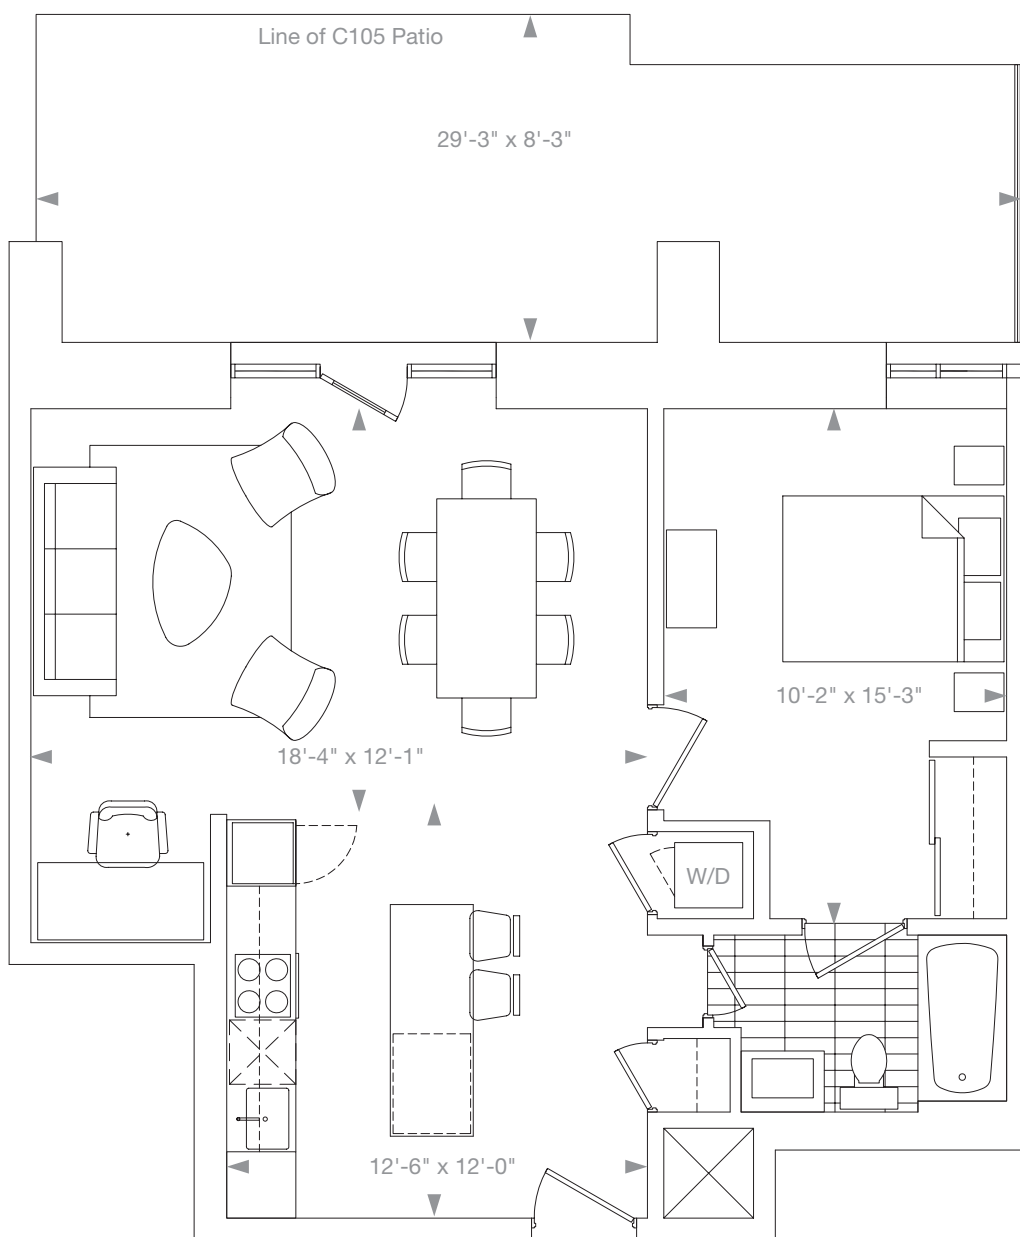 Line of C105 Patio
29'-3" x 8'-3"
10'-2" x 15'-3"
18'-4" x 12'-1"
W/D
12'-6" x 12'-0"